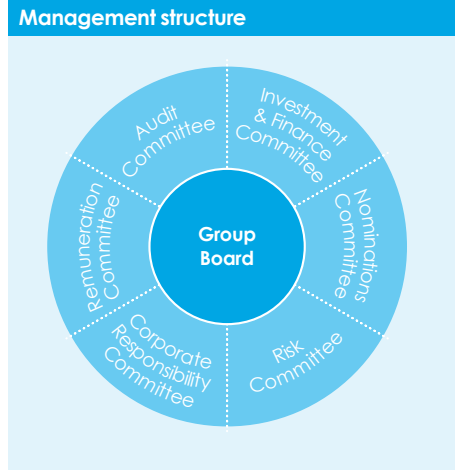 Management structure
Audit
Committee
Investment
& Finance
Committee
Remuneration
Committee
Group
Board
Nominations
Committee
Corporate
Responsibility
Committee
Risk
Committee